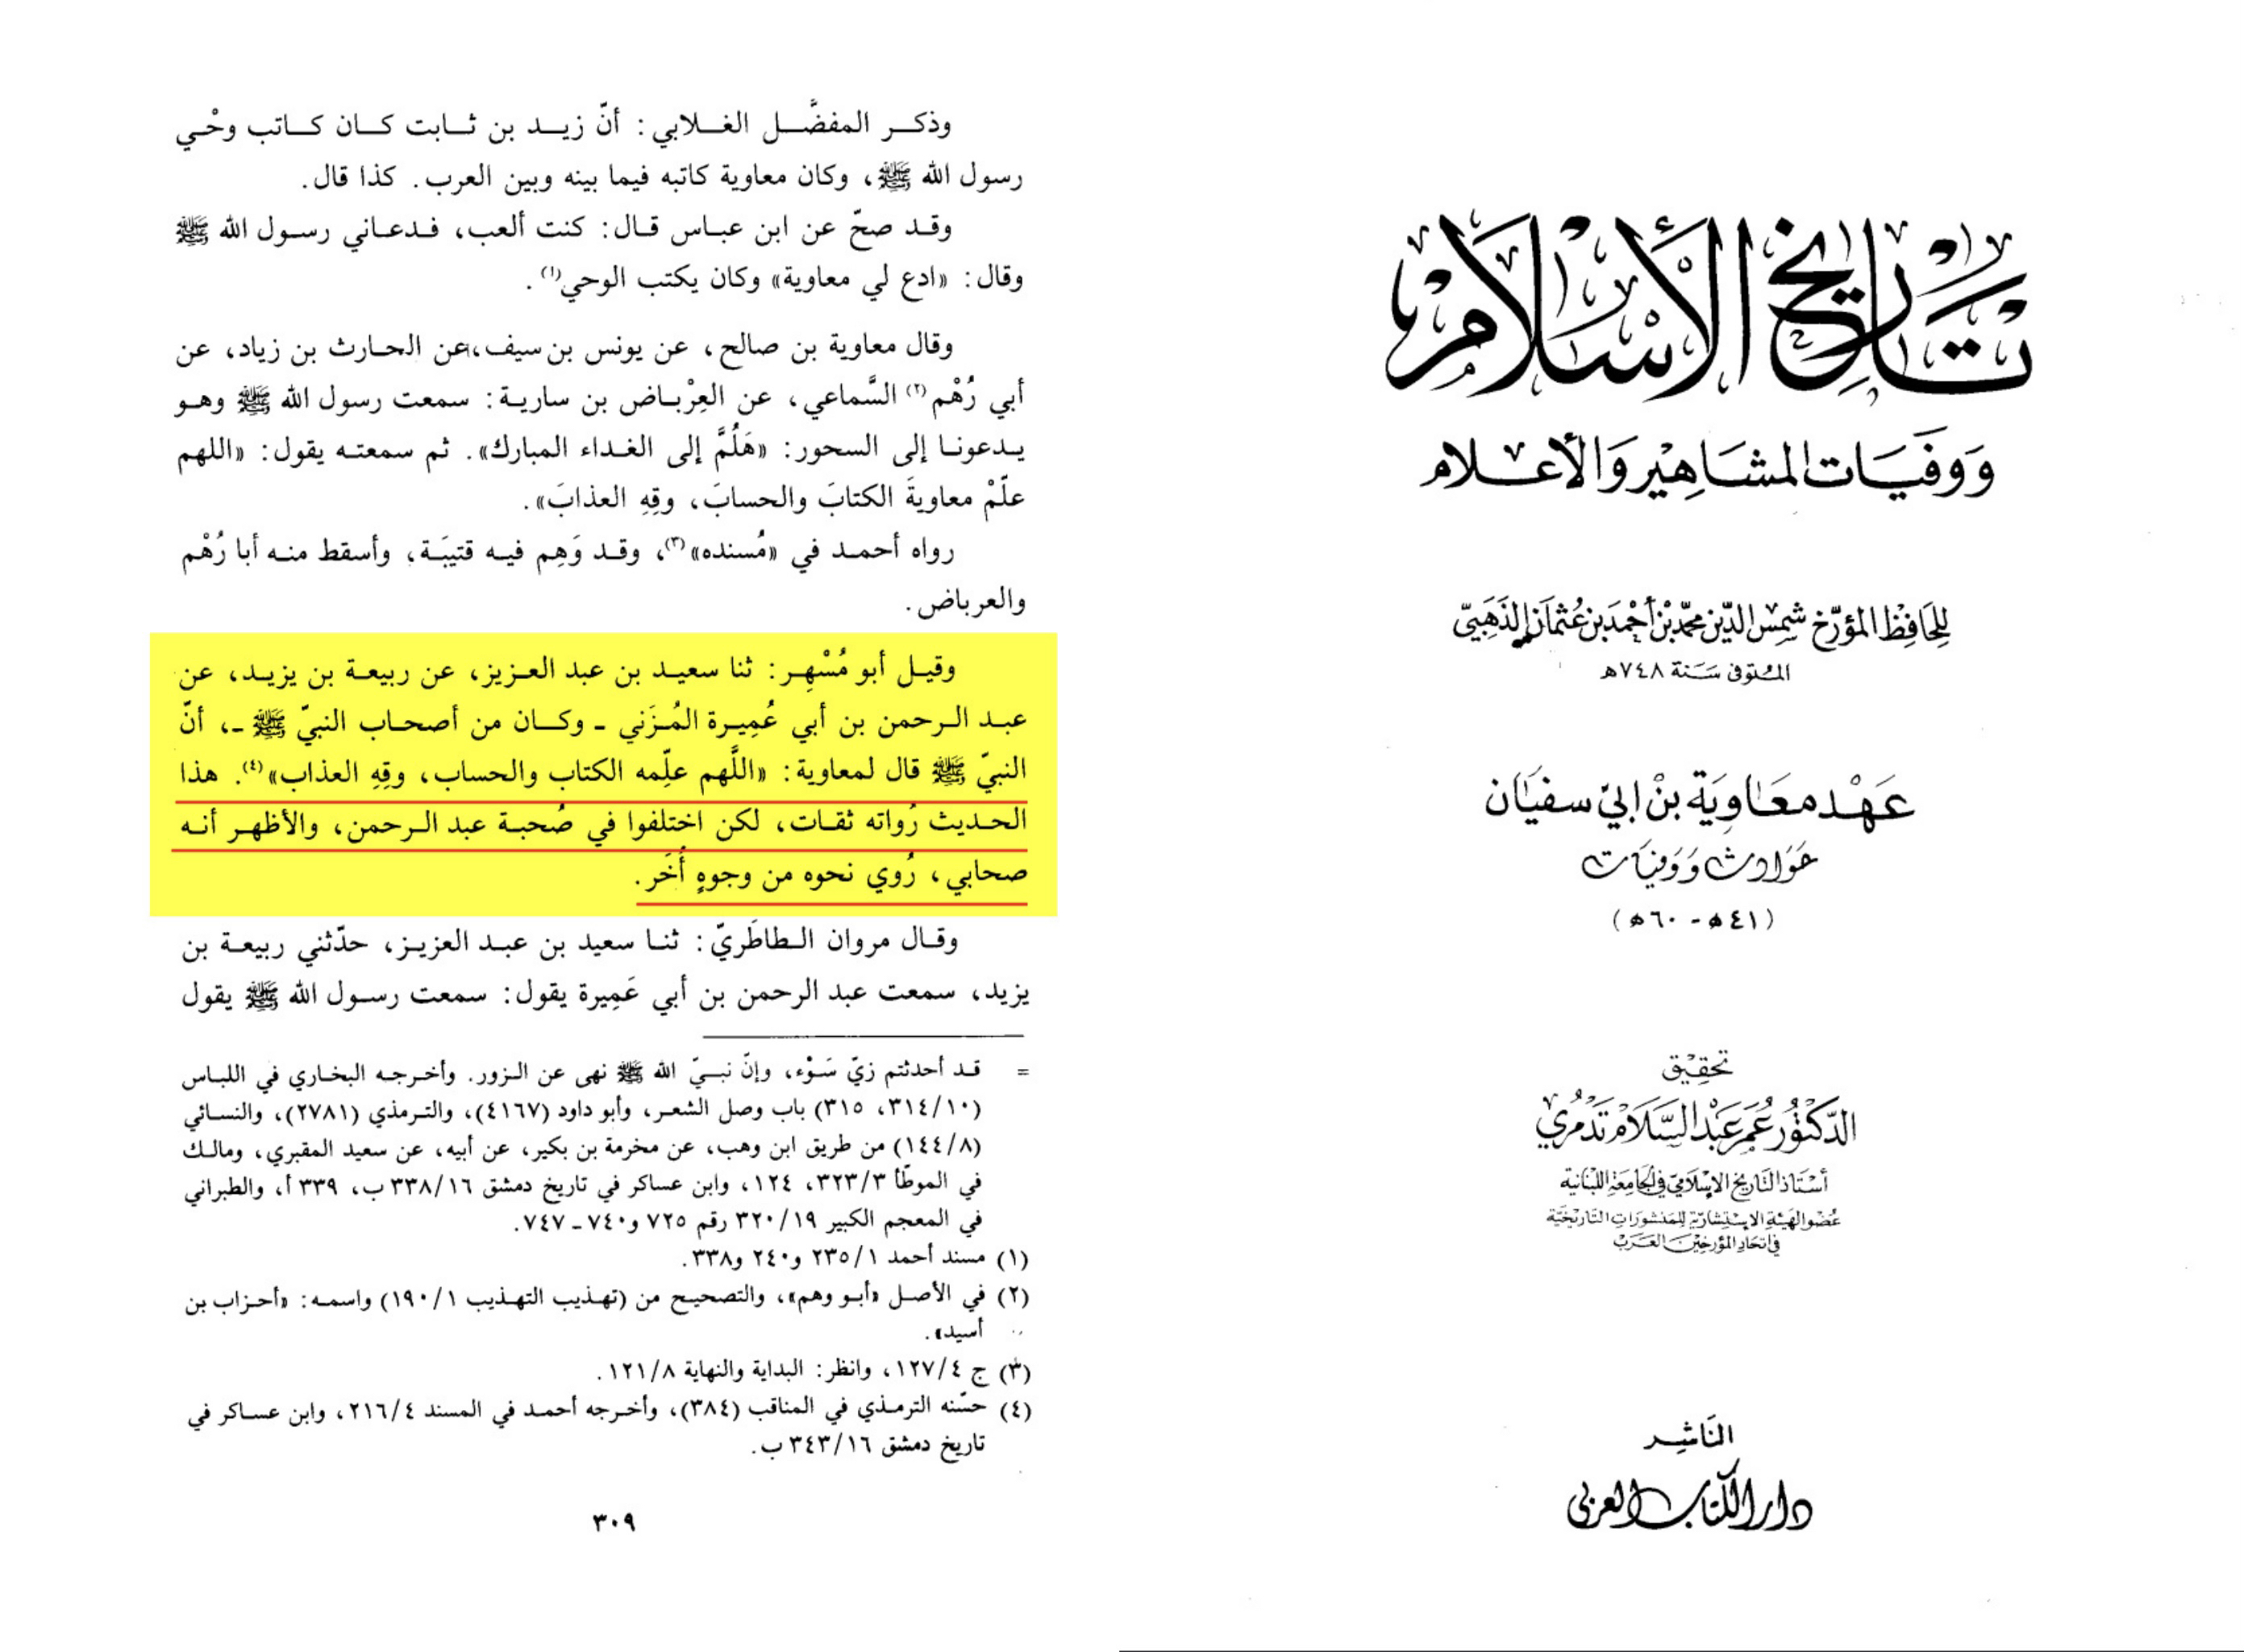 تاريخ الإسلام
ووفيات المشاهير والأعلام
للحافظ المؤرخ شمس الدين محمد بن أحمد بن عثمان الذهبي
المتوفى سنة ٧٤٨هـ
عهد معاوية بن أبي سفيان
حوادث ووفيات
(٤١هـ - ٦٠هـ)
تحقيق
الدكتور عمر عبد السلام تدمري
أستاذ التاريخ الإسلامي في الجامعة اللبنانية
عضو الهيئة الاستشارية للمنشورات التاريخية
في اتحاد المؤرخين العرب
الناشر
دار الكتاب العربي
وذكر المفضَّل الغلابي: أنّ زيد بن ثابت كان كاتب وحْي
رسول الله ﷺ، وكان معاوية كاتبه فيما بينه وبين العرب. كذا قال.
وقد صحّ عن ابن عباس قال: كنت ألعب، فدعاني رسول الله ﷺ
وقال: «ادع لي معاوية» وكان يكتب الوحي(١).
وقال معاوية بن صالح، عن يونس بن سيف، عن الحارث بن زياد، عن
أبي رُهْم(٢) السَّماعي، عن العِرْباض بن سارية: سمعت رسول الله ﷺ وهو
يدعونا إلى السحور: «هَلُمَّ إلى الغداء المبارك». ثم سمعته يقول: «اللهم
علّمْ معاويةَ الكتابَ والحسابَ، وقِهِ العذابَ».
رواه أحمد في «مُسنده»(٣)، وقد وَهِم فيه قتيبَة، وأسقط منه أبا رُهْم
والعرباض.
وقيل أبو مُسْهِر: ثنا سعيد بن عبد العزيز، عن ربيعة بن يزيد، عن
عبد الرحمن بن أبي عُمِيرة المُزَني ـ وكان من أصحاب النبيّ ﷺ ـ، أنّ
النبيّ ﷺ قال لمعاوية: «اللَّهم علِّمه الكتاب والحساب، وقِهِ العذاب»(٤). هذا
الحديث رُواته ثقات، لكن اختلفوا في صُحبة عبد الرحمن، والأظهر أنه
صحابي، رُوي نحوه من وجوهٍ أُخَر.
وقال مروان الطاطَريّ: ثنا سعيد بن عبد العزيز، حدّثني ربيعة بن
يزيد، سمعت عبد الرحمن بن أبي عَمِيرة يقول: سمعت رسول الله ﷺ يقول
= قد أحدثتم زيّ سَوْء، وإنّ نبيّ الله ﷺ نهى عن الزور. وأخرجه البخاري في اللباس
(٣١٤/١٠، ٣١٥) باب وصل الشعر، وأبو داود (٤١٦٧)، والترمذي (٢٧٨١)، والنسائي
(١٤٤/٨) من طريق ابن وهب، عن مخرمة بن بكير، عن أبيه، عن سعيد المقبري، ومالك
في الموطّأ ٣٢٣/٣، ١٢٤، وابن عساكر في تاريخ دمشق ٣٣٨/١٦ ب، ٣٣٩ أ، والطبراني
في المعجم الكبير ٣٢٠/١٩ رقم ٧٢٥ و٧٤٠ـ ٧٤٧.
(١) مسند أحمد ٢٣٥/١ و٢٤٠ و٣٣٨.
(٢) في الأصل «أبو وهم»، والتصحيح من (تهذيب التهذيب ١٩٠/١) واسمه: «أحزاب بن
أسيد».
(٣) ج ١٢٧/٤، وانظر: البداية والنهاية ١٢١/٨.
(٤) حسّنه الترمذي في المناقب (٣٨٤)، وأخرجه أحمد في المسند ٢١٦/٤، وابن عساكر في
تاريخ دمشق ٣٤٣/١٦ ب.
٣٠٩